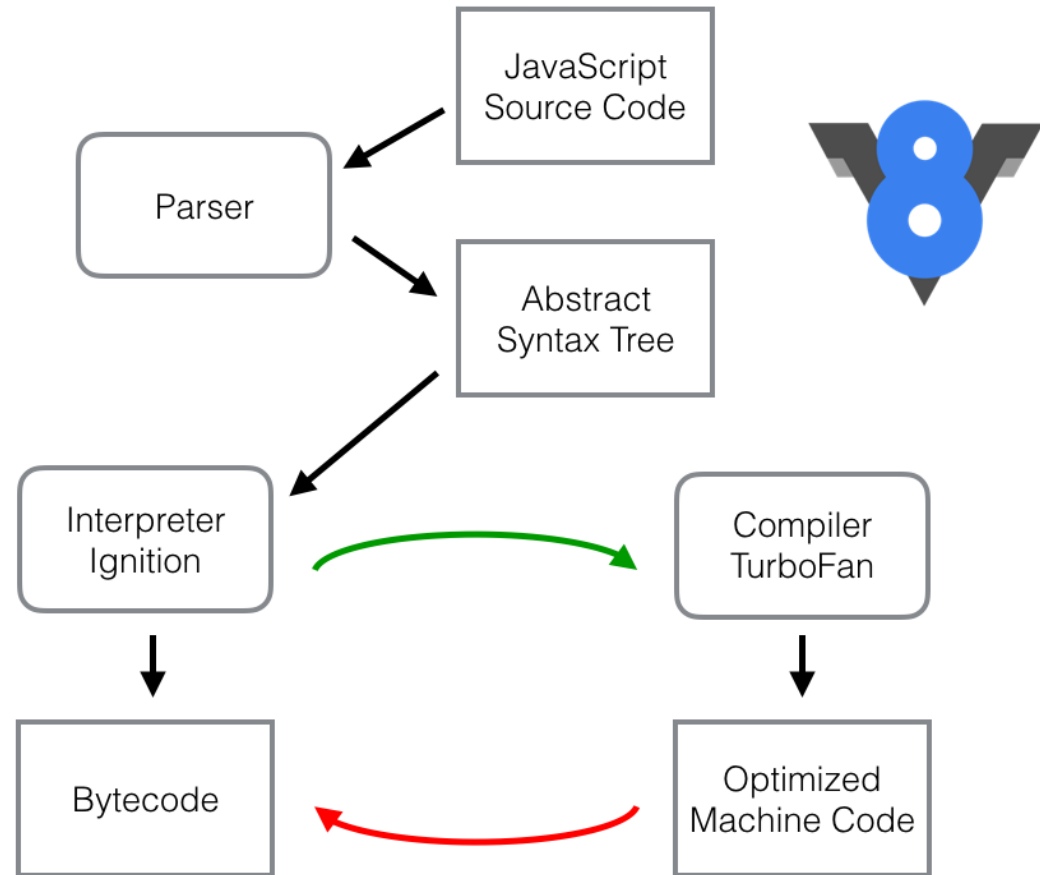 JavaScript
Source Code
Parser
Abstract
Syntax Tree
Interpreter
Ignition
Compiler
TurboFan
Bytecode
Optimized
Machine Code